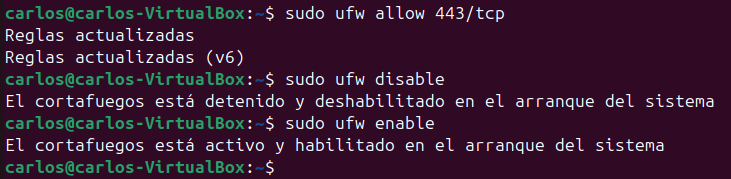 carlos@carlos-VirtualBox:~$ sudo ufw allow 443/tcp
Reglas actualizadas
Reglas actualizadas (v6)
carlos@carlos-VirtualBox:~$ sudo ufw disable
El cortafuegos está detenido y deshabilitado en el arranque del sistema
carlos@carlos-VirtualBox:~$ sudo ufw enable
El cortafuegos está activo y habilitado en el arranque del sistema
carlos@carlos-VirtualBox:~$